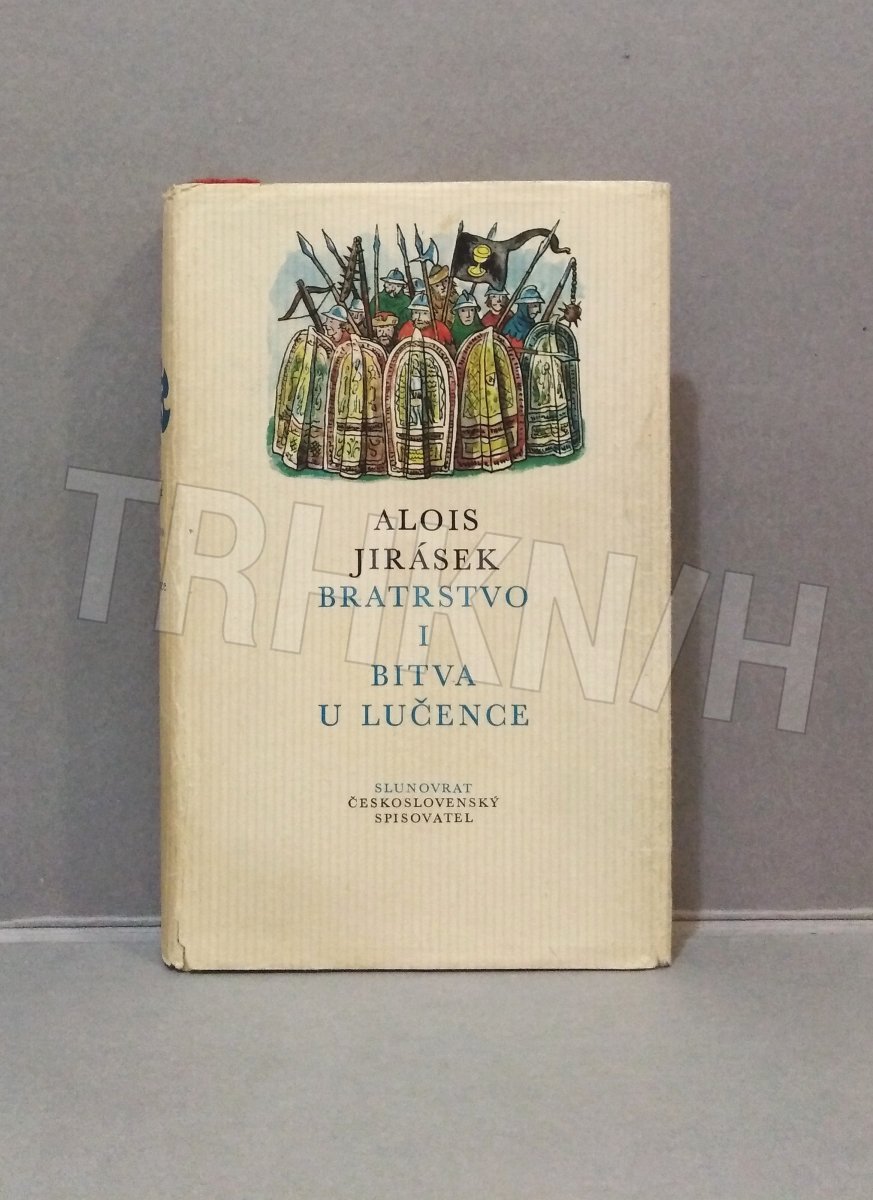 ALOIS
JIRÁSEK
BRATRSTVO
I
BITVA
U LUČENCE
SLUNOVRAT
ČESKOSLOVENSKÝ
SPISOVATEL
TRHKNIH